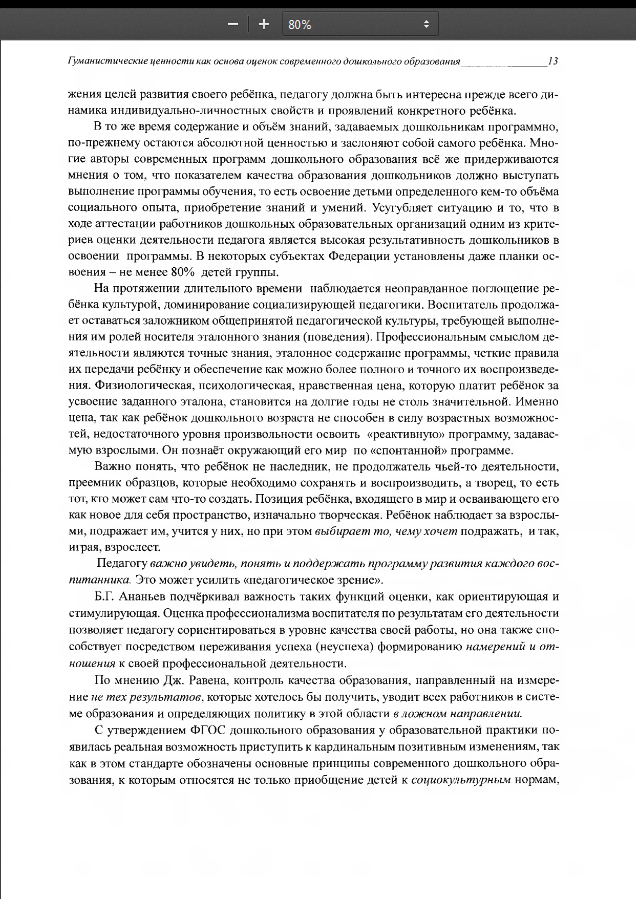 80%
Гуманистические ценности как основа оценок современного дошкольного образования ______________ 13
жения целей развития своего ребёнка, педагогу должна быть интересна прежде всего ди-
намика индивидуально-личностных свойств и проявлений конкретного ребёнка.
В то же время содержание и объём знаний, задаваемых дошкольникам программно,
по-прежнему остаются абсолютной ценностью и заслоняют собой самого ребёнка. Мно-
гие авторы современных программ дошкольного образования всё же придерживаются
мнения о том, что показателем качества образования дошкольников должно выступать
выполнение программы обучения, то есть освоение детьми определенного кем-то объёма
социального опыта, приобретение знаний и умений. Усугубляет ситуацию и то, что в
ходе аттестации работников дошкольных образовательных организаций одним из крите-
риев оценки деятельности педагога является высокая результативность дошкольников в
освоении программы. В некоторых субъектах Федерации установлены даже планки ос-
воения – не менее 80% детей группы.
На протяжении длительного времени наблюдается неоправданное поглощение ре-
бёнка культурой, доминирование социализирующей педагогики. Воспитатель продолжа-
ет оставаться заложником общепринятой педагогической культуры, требующей выполне-
ния им ролей носителя эталонного знания (поведения). Профессиональным смыслом де-
ятельности являются точные знания, эталонное содержание программы, четкие правила
их передачи ребёнку и обеспечение как можно более полного и точного их воспроизведе-
ния. Физиологическая, психологическая, нравственная цена, которую платит ребёнок за
усвоение заданного эталона, становится на долгие годы не столь значительной. Именно
цена, так как ребёнок дошкольного возраста не способен в силу возрастных возможнос-
тей, недостаточного уровня произвольности освоить «реактивную» программу, задавае-
мую взрослыми. Он познаёт окружающий его мир по «спонтанной» программе.
Важно понять, что ребёнок не наследник, не продолжатель чьей-то деятельности,
преемник образцов, которые необходимо сохранять и воспроизводить, а творец, то есть
тот, кто может сам что-то создать. Позиция ребёнка, входящего в мир и осваивающего его
как новое для себя пространство, изначально творческая. Ребёнок наблюдает за взрослы-
ми, подражает им, учится у них, но при этом выбирает то, чему хочет подражать, и так,
играя, взрослеет.
Педагогу важно увидеть, понять и поддержать программу развития каждого вос-
питанника. Это может усилить «педагогическое зрение».
Б.Г. Ананьев подчёркивал важность таких функций оценки, как ориентирующая и
стимулирующая. Оценка профессионализма воспитателя по результатам его деятельности
позволяет педагогу сориентироваться в уровне качества своей работы, но она также спо-
собствует посредством переживания успеха (неуспеха) формированию намерений и от-
ношения к своей профессиональной деятельности.
По мнению Дж. Равена, контроль качества образования, направленный на измере-
ние не тех результатов, которые хотелось бы получить, уводит всех работников в систе-
ме образования и определяющих политику в этой области в ложном направлении.
С утверждением ФГОС дошкольного образования у образовательной практики по-
явилась реальная возможность приступить к кардинальным позитивным изменениям, так
как в этом стандарте обозначены основные принципы современного дошкольного обра-
зования, к которым относятся не только приобщение детей к социокультурным нормам,